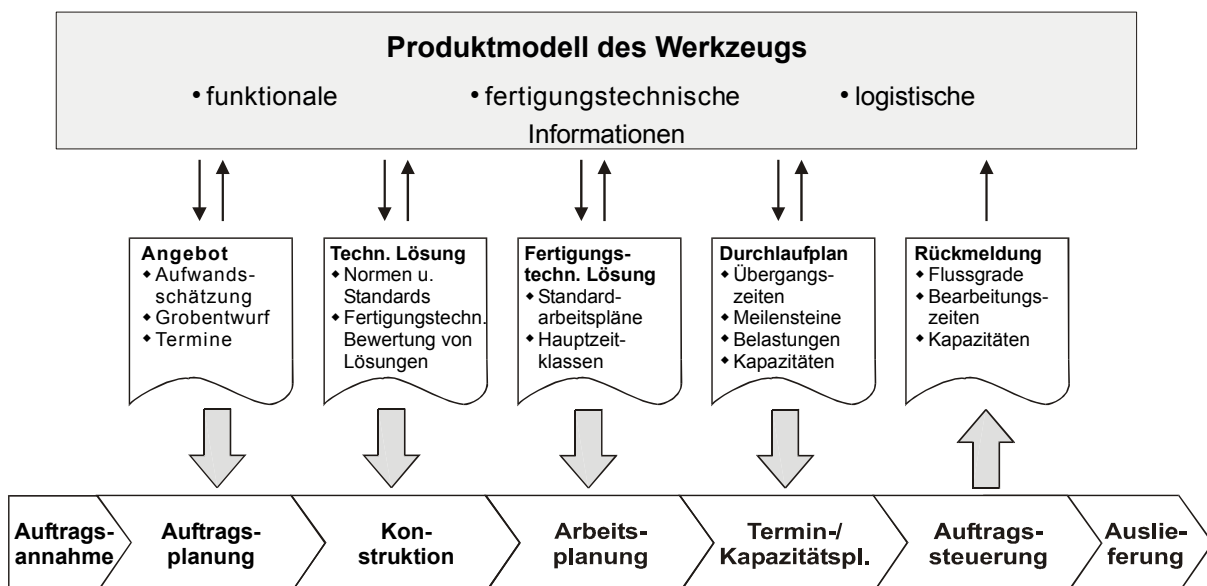 Produktmodell des Werkzeugs
• funktionale • fertigungstechnische • logistische
Informationen
Angebot
◆ Aufwands-
schätzung
◆ Grobentwurf
◆ Termine
Techn. Lösung
◆ Normen u.
Standards
◆ Fertigungstechn.
Bewertung von
Lösungen
Fertigungs-
techn. Lösung
◆ Standard-
arbeitspläne
◆ Hauptzeit-
klassen
Durchlaufplan
◆ Übergangs-
zeiten
◆ Meilensteine
◆ Belastungen
◆ Kapazitäten
Rückmeldung
◆ Flussgrade
◆ Bearbeitungs-
zeiten
◆ Kapazitäten
Auftrags-
annahme
Auftrags-
planung
Kon-
struktion
Arbeits-
planung
Termin-/
Kapazitätspl.
Auftrags-
steuerung
Auslie-
ferung